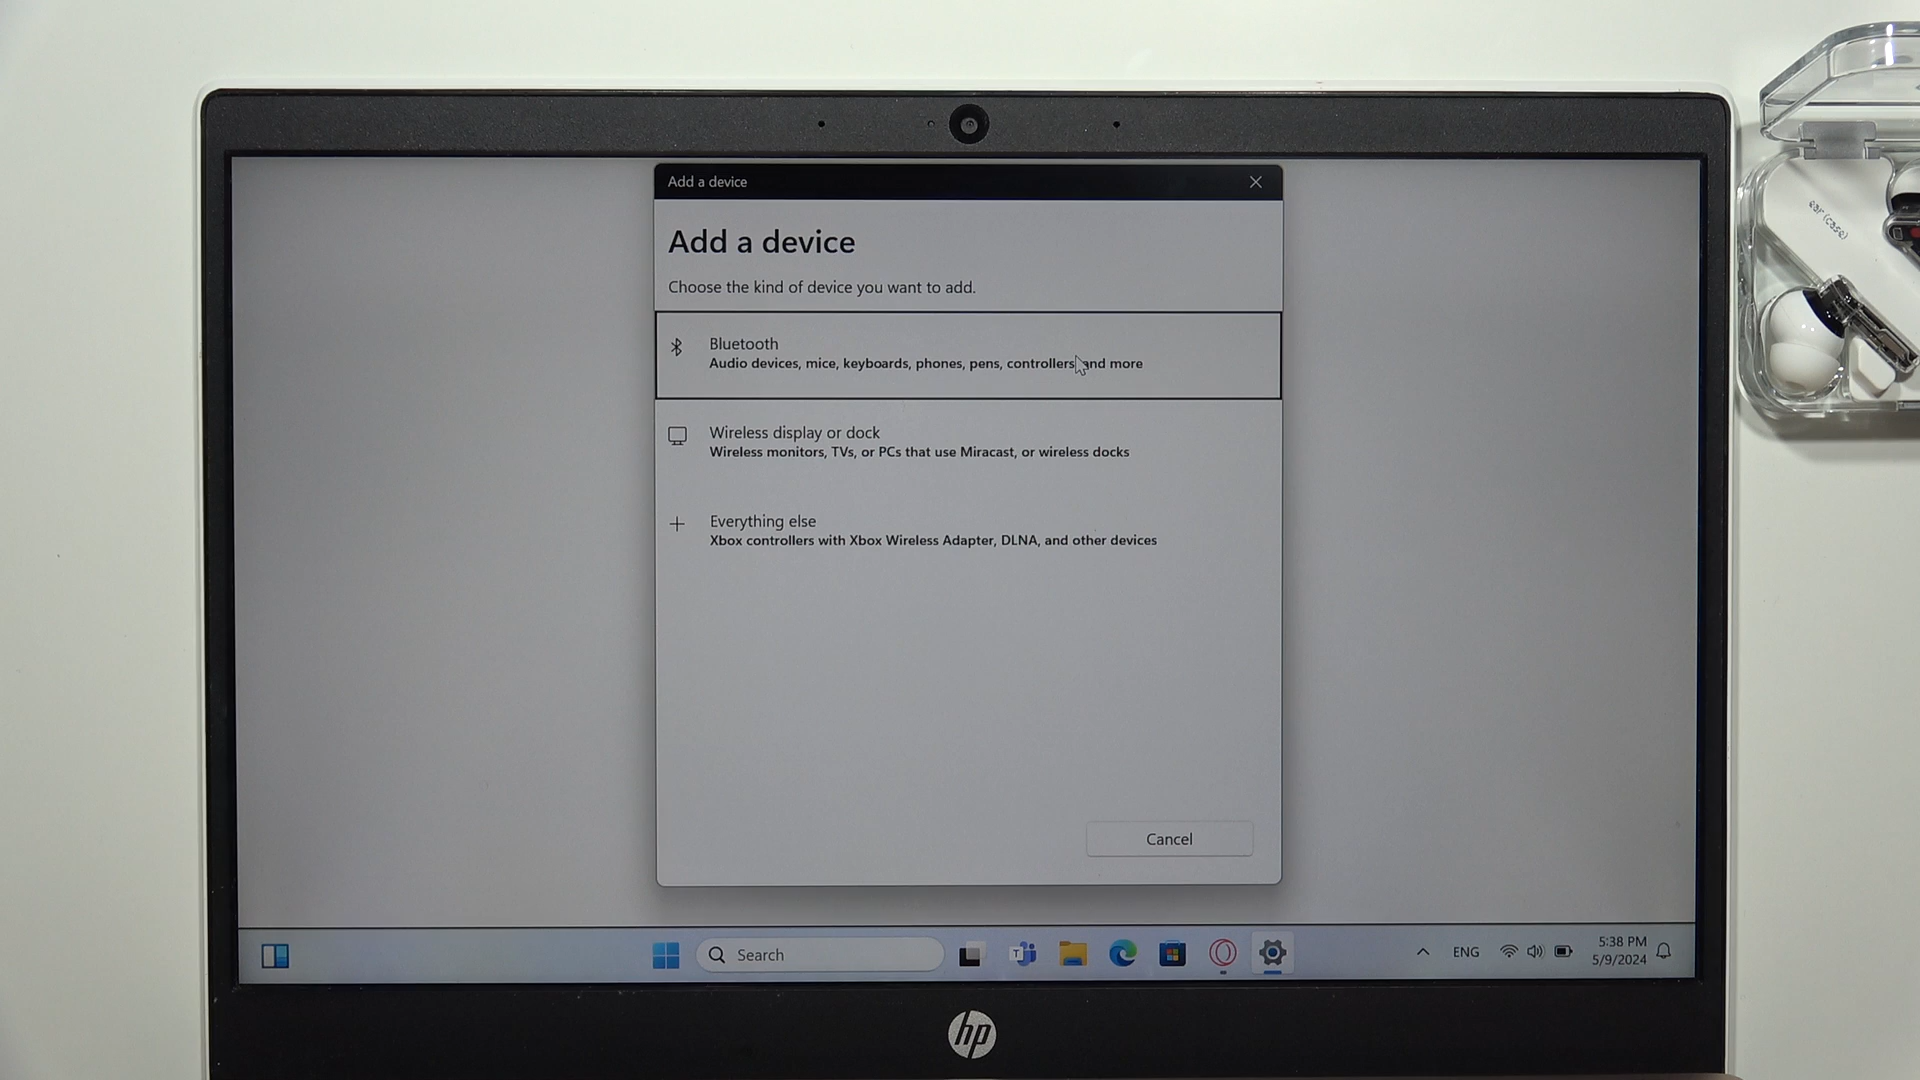 Add a device
Add a device
Choose the kind of device you want to add.
Bluetooth
Audio devices, mice, keyboards, phones, pens, controllers, and more
Wireless display or dock
Wireless monitors, TVs, or PCs that use Miracast, or wireless docks
Everything else
Xbox controllers with Xbox Wireless Adapter, DLNA, and other devices
Cancel
Search
ENG
5:38 PM
5/9/2024
hp
ear (case)